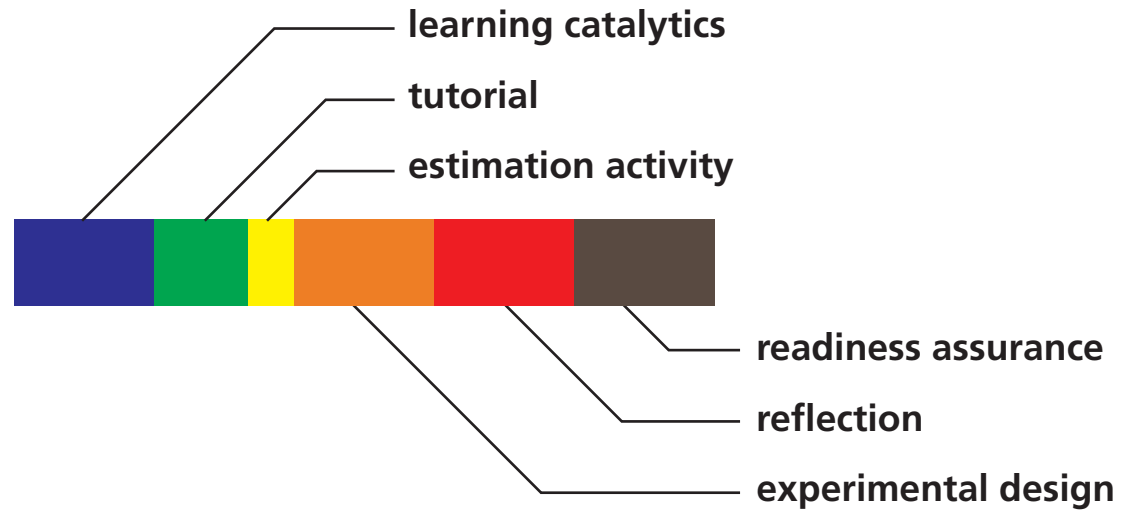 learning catalytics
tutorial
estimation activity
readiness assurance
reflection
experimental design